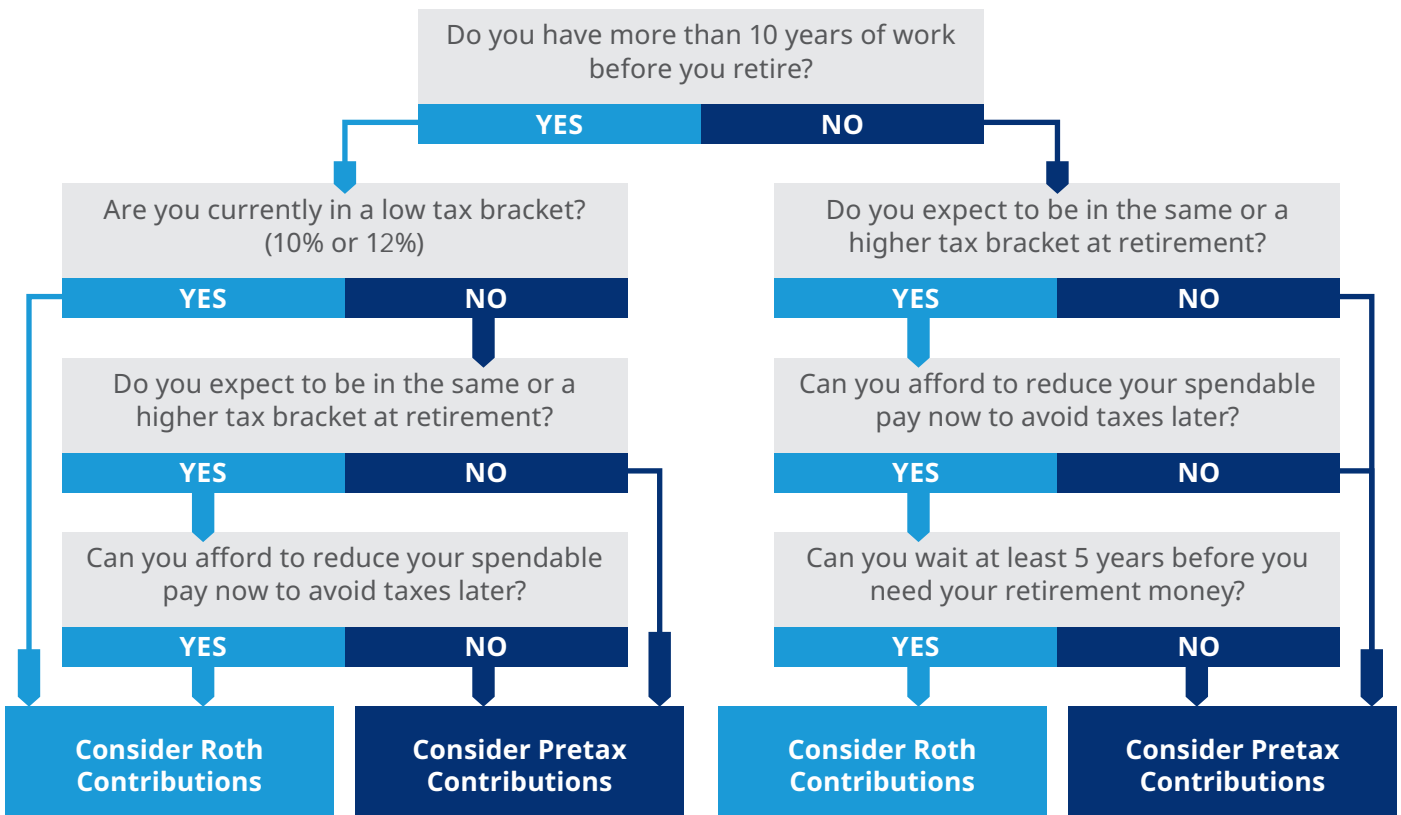 Do you have more than 10 years of work
before you retire?
YES
NO
Are you currently in a low tax bracket?
(10% or 12%)
YES
NO
Do you expect to be in the same or a
higher tax bracket at retirement?
YES
NO
Can you afford to reduce your spendable
pay now to avoid taxes later?
YES
NO
Consider Roth
Contributions
Consider Pretax
Contributions
Do you expect to be in the same or a
higher tax bracket at retirement?
YES
NO
Can you afford to reduce your spendable
pay now to avoid taxes later?
YES
NO
Can you wait at least 5 years before you
need your retirement money?
YES
NO
Consider Roth
Contributions
Consider Pretax
Contributions